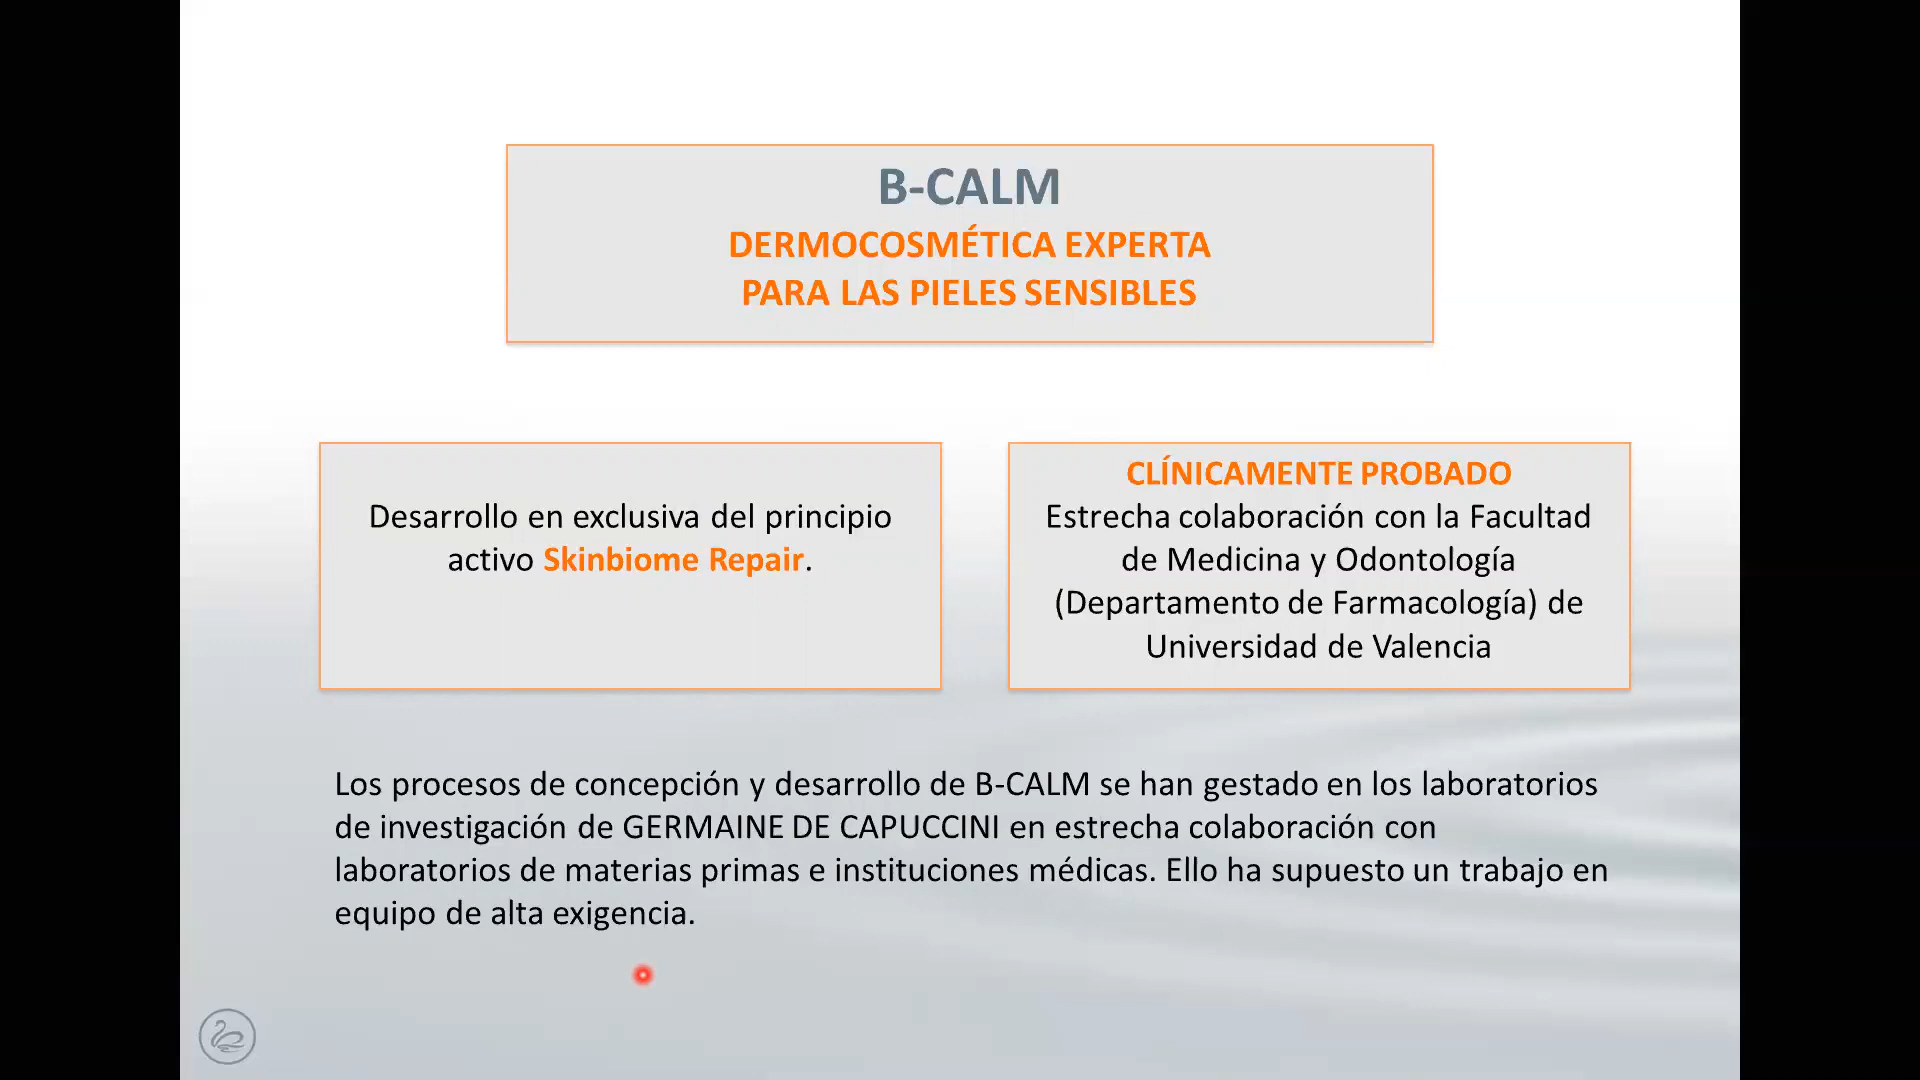 B-CALM
DERMOCOSMÉTICA EXPERTA
PARA LAS PIELES SENSIBLES
Desarrollo en exclusiva del principio
activo Skinbiome Repair.
CLÍNICAMENTE PROBADO
Estrecha colaboración con la Facultad
de Medicina y Odontología
(Departamento de Farmacología) de
Universidad de Valencia
Los procesos de concepción y desarrollo de B-CALM se han gestado en los laboratorios
de investigación de GERMAINE DE CAPUCCINI en estrecha colaboración con
laboratorios de materias primas e instituciones médicas. Ello ha supuesto un trabajo en
equipo de alta exigencia.